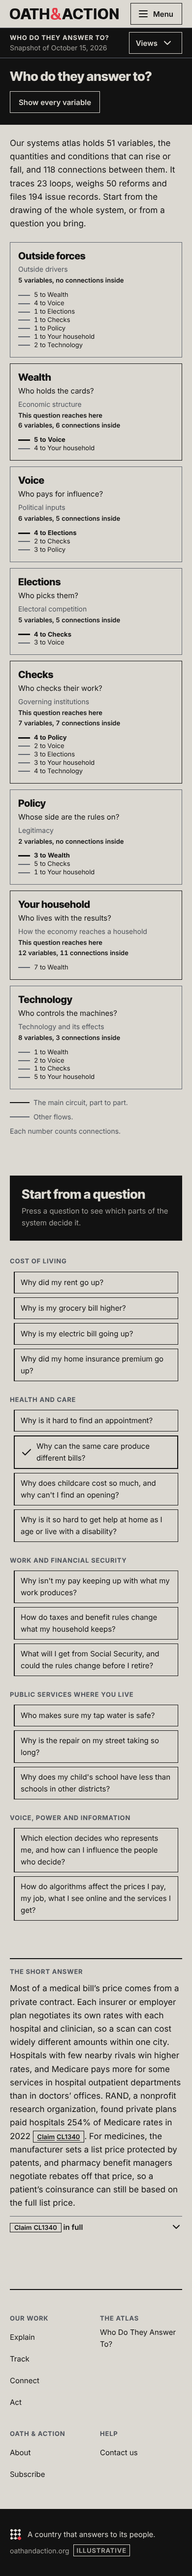 OATH&ACTION
Menu
WHO DO THEY ANSWER TO?
Snapshot of October 15, 2026
Views
Who do they answer to?
Show every variable
Our systems atlas holds 51 variables, the
quantities and conditions that can rise or
fall, and 118 connections between them. It
traces 23 loops, weighs 50 reforms and
files 194 issue records. Start from the
drawing of the whole system, or from a
question you bring.
Outside forces
Outside drivers
5 variables, no connections inside
5 to Wealth
4 to Voice
1 to Elections
1 to Checks
1 to Policy
1 to Your household
2 to Technology
Wealth
Who holds the cards?
Economic structure
This question reaches here
6 variables, 6 connections inside
5 to Voice
4 to Your household
Voice
Who pays for influence?
Political inputs
6 variables, 5 connections inside
4 to Elections
2 to Checks
3 to Policy
Elections
Who picks them?
Electoral competition
5 variables, 5 connections inside
4 to Checks
3 to Voice
Checks
Who checks their work?
Governing institutions
This question reaches here
7 variables, 7 connections inside
4 to Policy
2 to Voice
3 to Elections
3 to Your household
4 to Technology
Policy
Whose side are the rules on?
Legitimacy
2 variables, no connections inside
3 to Wealth
5 to Checks
1 to Your household
Your household
Who lives with the results?
How the economy reaches a household
This question reaches here
12 variables, 11 connections inside
7 to Wealth
Technology
Who controls the machines?
Technology and its effects
8 variables, 3 connections inside
1 to Wealth
2 to Voice
1 to Checks
5 to Your household
The main circuit, part to part.
Other flows.
Each number counts connections.
Start from a question
Press a question to see which parts of the
system decide it.
COST OF LIVING
Why did my rent go up?
Why is my grocery bill higher?
Why is my electric bill going up?
Why did my home insurance premium go
up?
HEALTH AND CARE
Why is it hard to find an appointment?
Why can the same care produce
different bills?
Why does childcare cost so much, and
why can't I find an opening?
Why is it so hard to get help at home as I
age or live with a disability?
WORK AND FINANCIAL SECURITY
Why isn't my pay keeping up with what my
work produces?
How do taxes and benefit rules change
what my household keeps?
What will I get from Social Security, and
could the rules change before I retire?
PUBLIC SERVICES WHERE YOU LIVE
Who makes sure my tap water is safe?
Why is the repair on my street taking so
long?
Why does my child's school have less than
schools in other districts?
VOICE, POWER AND INFORMATION
Which election decides who represents
me, and how can I influence the people
who decide?
How do algorithms affect the prices I pay,
my job, what I see online and the services I
get?
THE SHORT ANSWER
Most of a medical bill's price comes from a
private contract. Each insurer or employer
plan negotiates its own rates with each
hospital and clinician, so a scan can cost
widely different amounts within one city.
Hospitals with few nearby rivals win higher
rates, and Medicare pays more for some
services in hospital outpatient departments
than in doctors' offices. RAND, a nonprofit
research organization, found private plans
paid hospitals 254% of Medicare rates in
2022 Claim CL1340. For medicines, the
manufacturer sets a list price protected by
patents, and pharmacy benefit managers
negotiate rebates off that price, so a
patient's coinsurance can still be based on
the full list price.
Claim CL1340 in full
OUR WORK
Explain
Track
Connect
Act
THE ATLAS
Who Do They Answer
To?
OATH & ACTION
About
Subscribe
HELP
Contact us
A country that answers to its people.
oathandaction.org
ILLUSTRATIVE